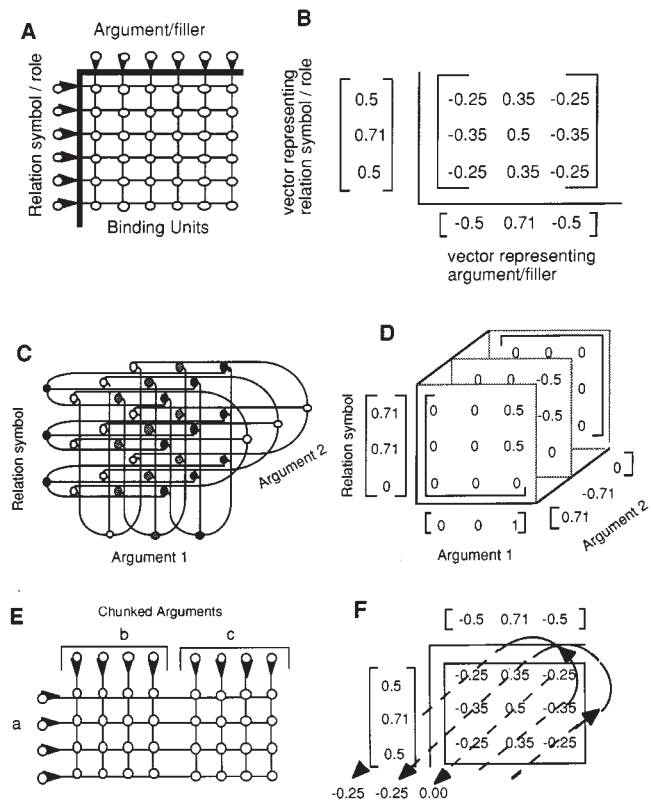 A
Argument/filler
Relation symbol / role
Binding Units
B
vector representing
relation symbol / role
0.5
0.71
0.5
-0.25 0.35 -0.25
-0.35 0.5 -0.35
-0.25 0.35 -0.25
[ -0.5 0.71 -0.5 ]
vector representing
argument/filler
C
Relation symbol
Argument 1
Argument 2
D
Relation symbol
0.71
0.71
0
0 0 0
0
0
0 0 -0.5
-0.5
0
0 0 0.5
0 0 0.5
0 0 0
[ 0 0 1 ]
Argument 1
[ 0.71 -0.71 0 ]
Argument 2
E
Chunked Arguments
b c
a
F
[ -0.5 0.71 -0.5 ]
0.5
0.71
0.5
-0.25 0.35 -0.25
-0.35 0.5 -0.35
-0.25 0.35 -0.25
-0.25 -0.25 0.00